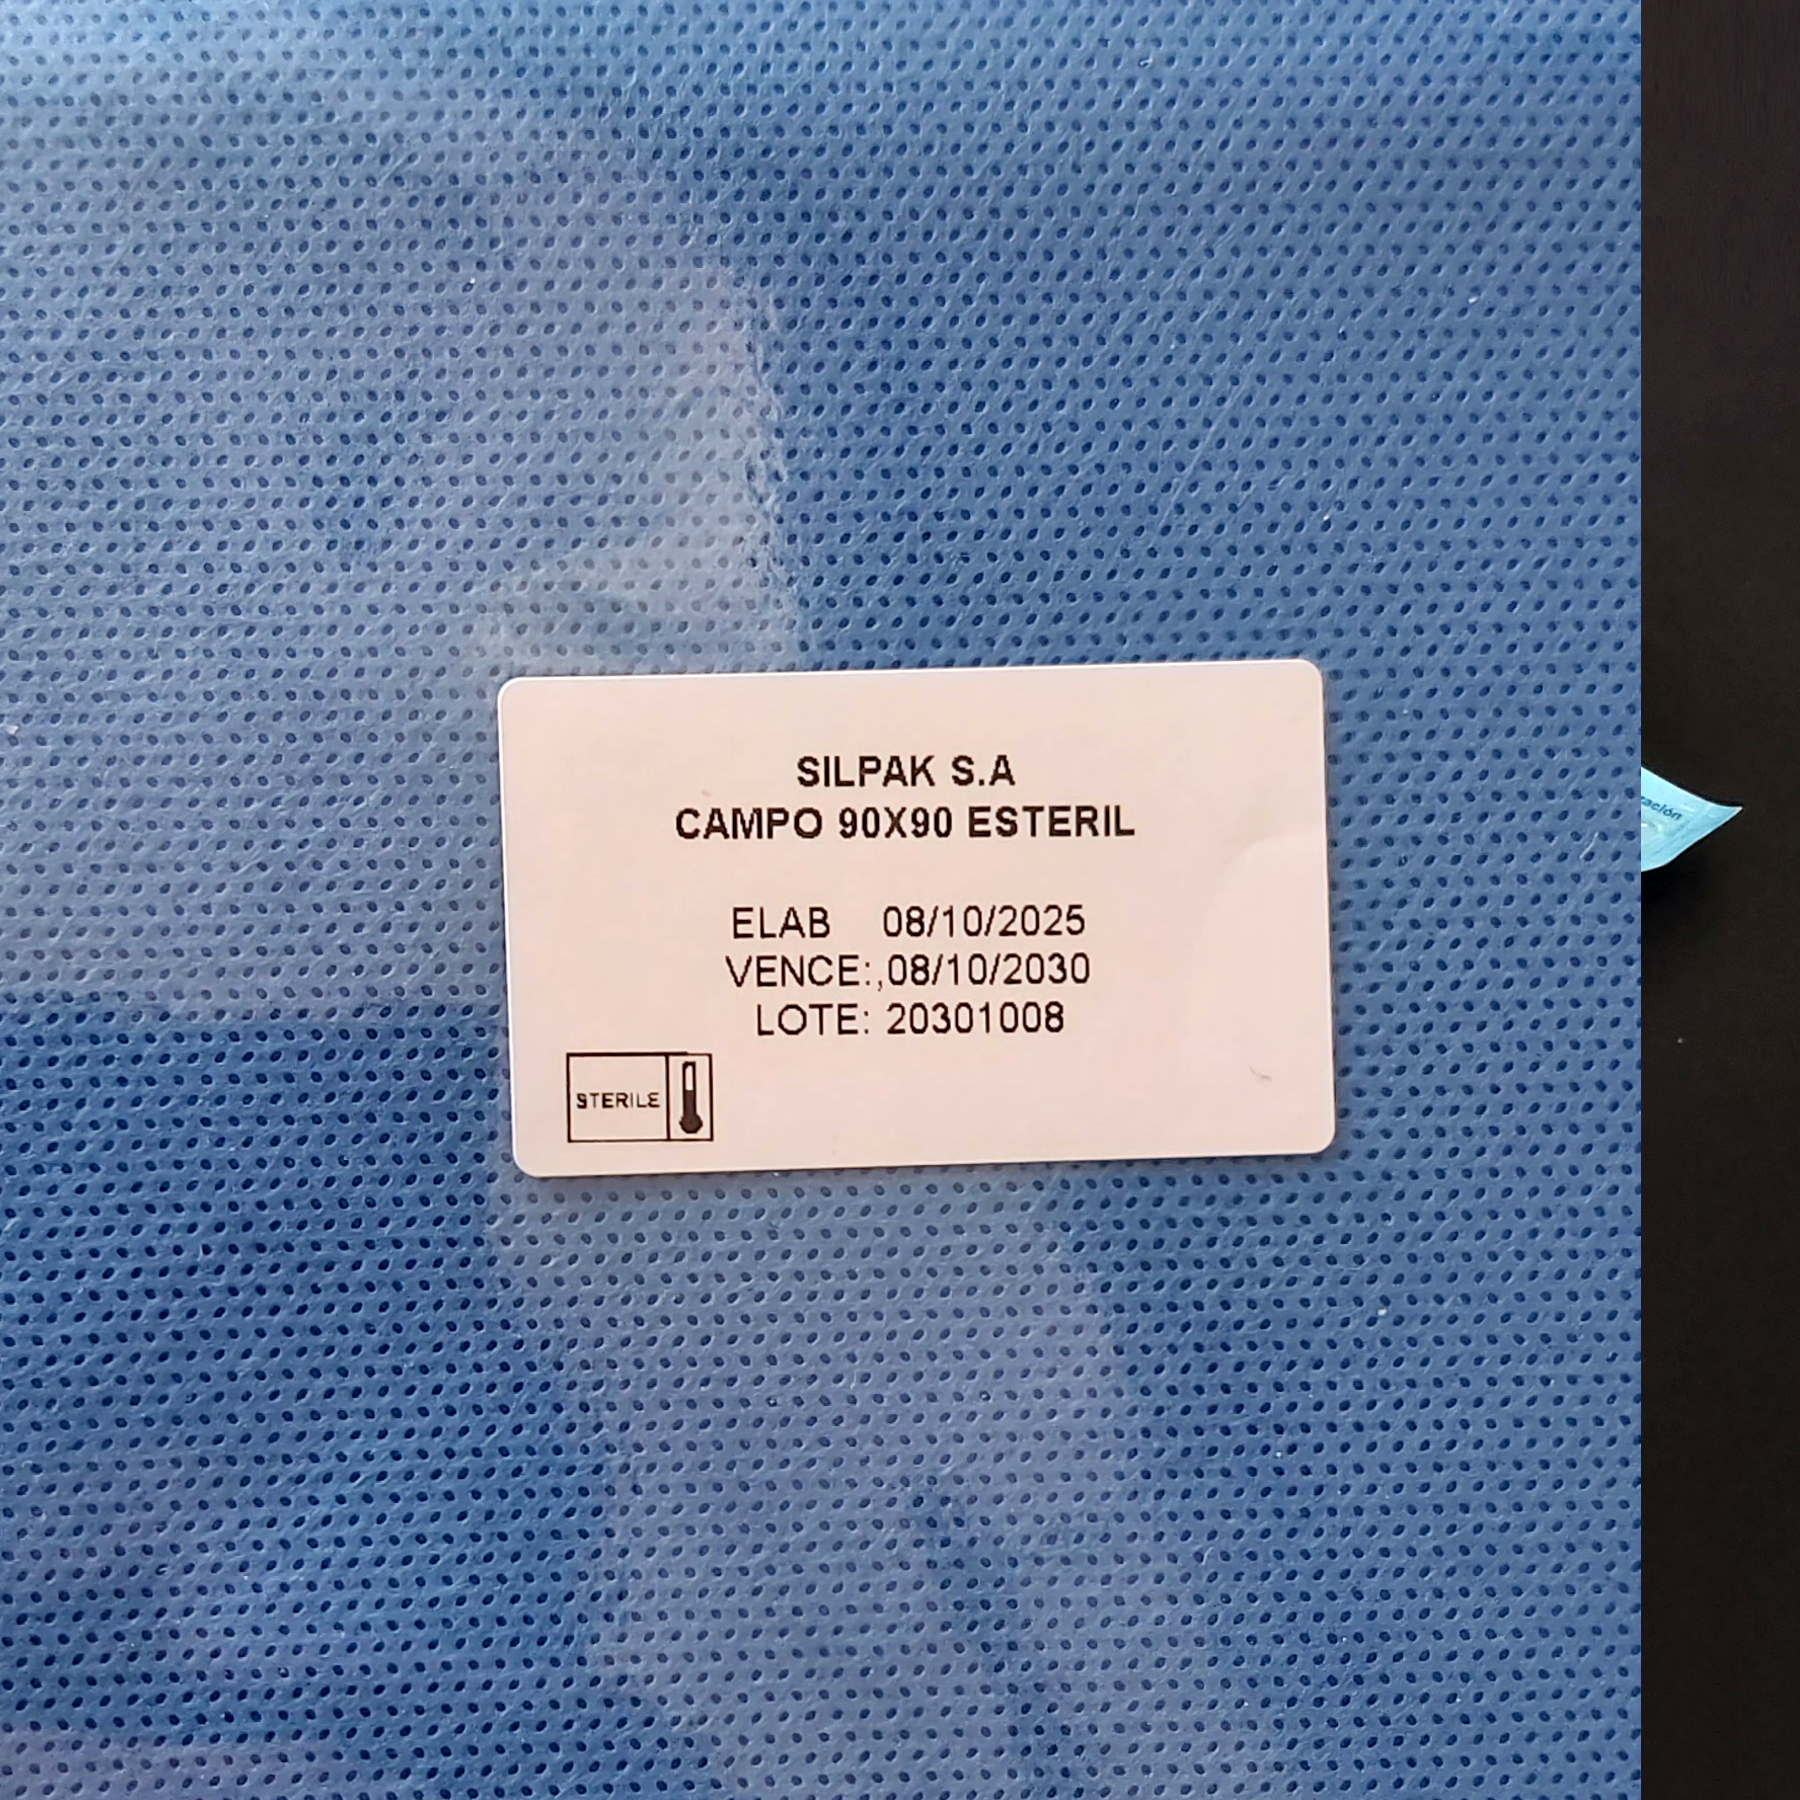 SILPAK S.A
CAMPO 90X90 ESTERIL
ELAB 08/10/2025
VENCE:,08/10/2030
LOTE: 20301008
STERILE